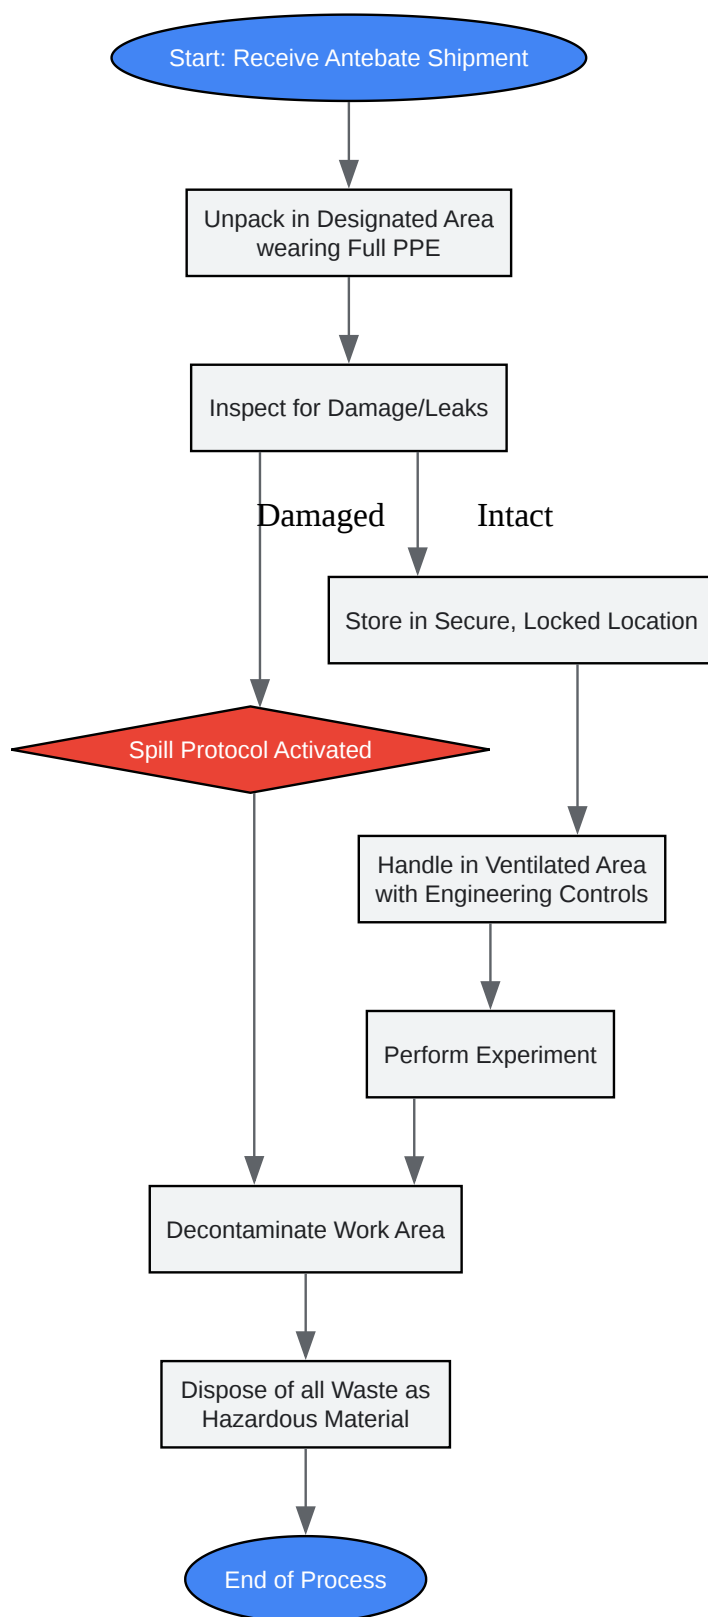 Start: Receive Antebate Shipment
Unpack in Designated Area
wearing Full PPE
Inspect for Damage/Leaks
Damaged
Intact
Store in Secure, Locked Location
Spill Protocol Activated
Handle in Ventilated Area
with Engineering Controls
Perform Experiment
Decontaminate Work Area
Dispose of all Waste as
Hazardous Material
End of Process